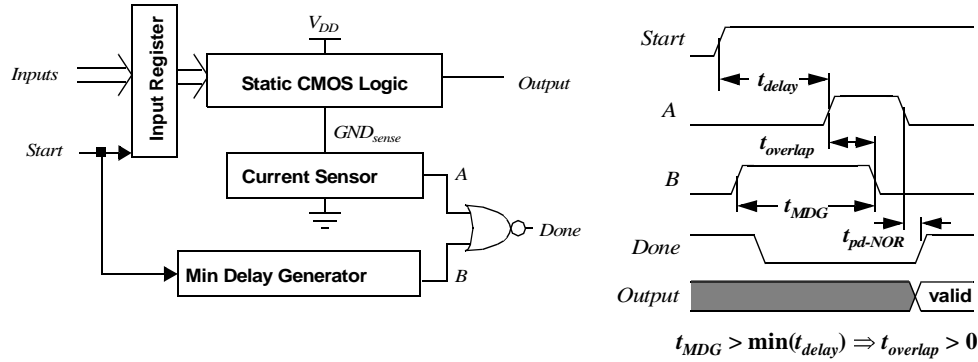 V_DD
Input Register
Inputs
Static CMOS Logic
Output
GND_sense
Start
Current Sensor
A
Done
Min Delay Generator
B
Start
t_delay
A
t_overlap
B
t_MDG
t_pd-NOR
Done
Output
valid
t_MDG > min(t_delay) ⇒ t_overlap > 0